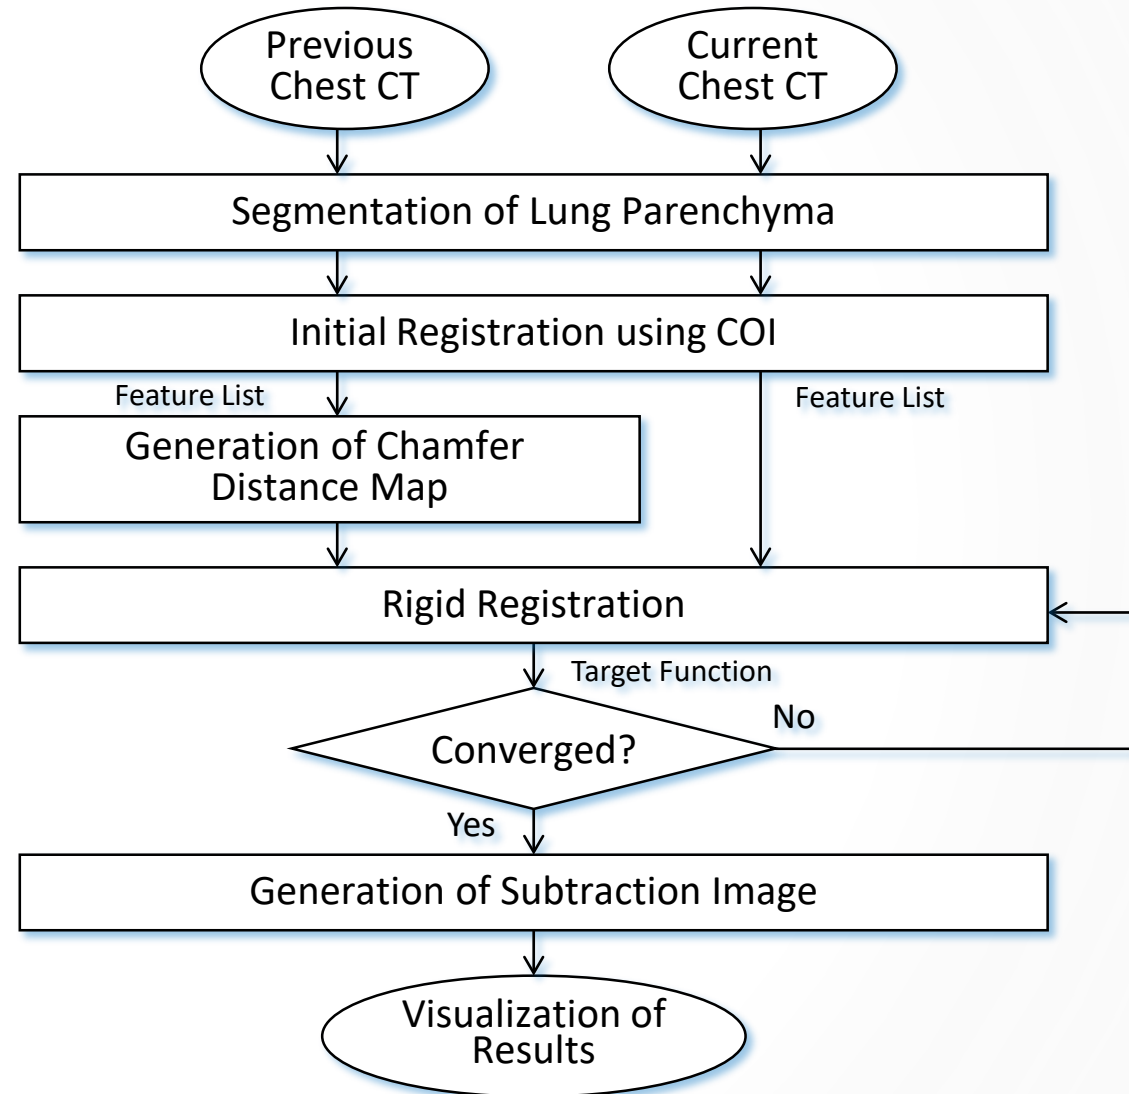 Previous
Chest CT
Current
Chest CT
Segmentation of Lung Parenchyma
Initial Registration using COI
Feature List
Feature List
Generation of Chamfer
Distance Map
Rigid Registration
Target Function
No
Converged?
Yes
Generation of Subtraction Image
Visualization of
Results